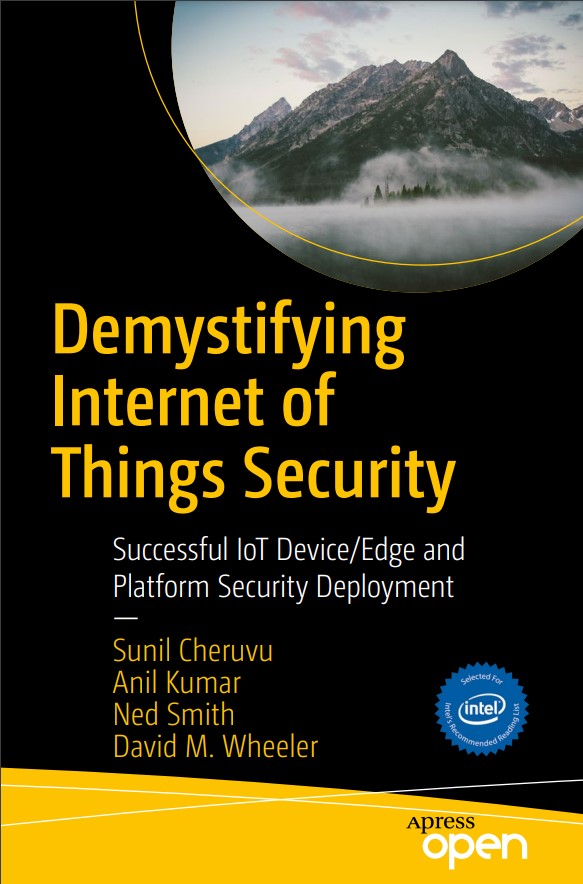 Demystifying
Internet of
Things Security
Successful IoT Device/Edge and
Platform Security Deployment
Sunil Cheruvu
Anil Kumar
Ned Smith
David M. Wheeler
Selected For
intel
Intel's Recommended Reading List
Apress
open